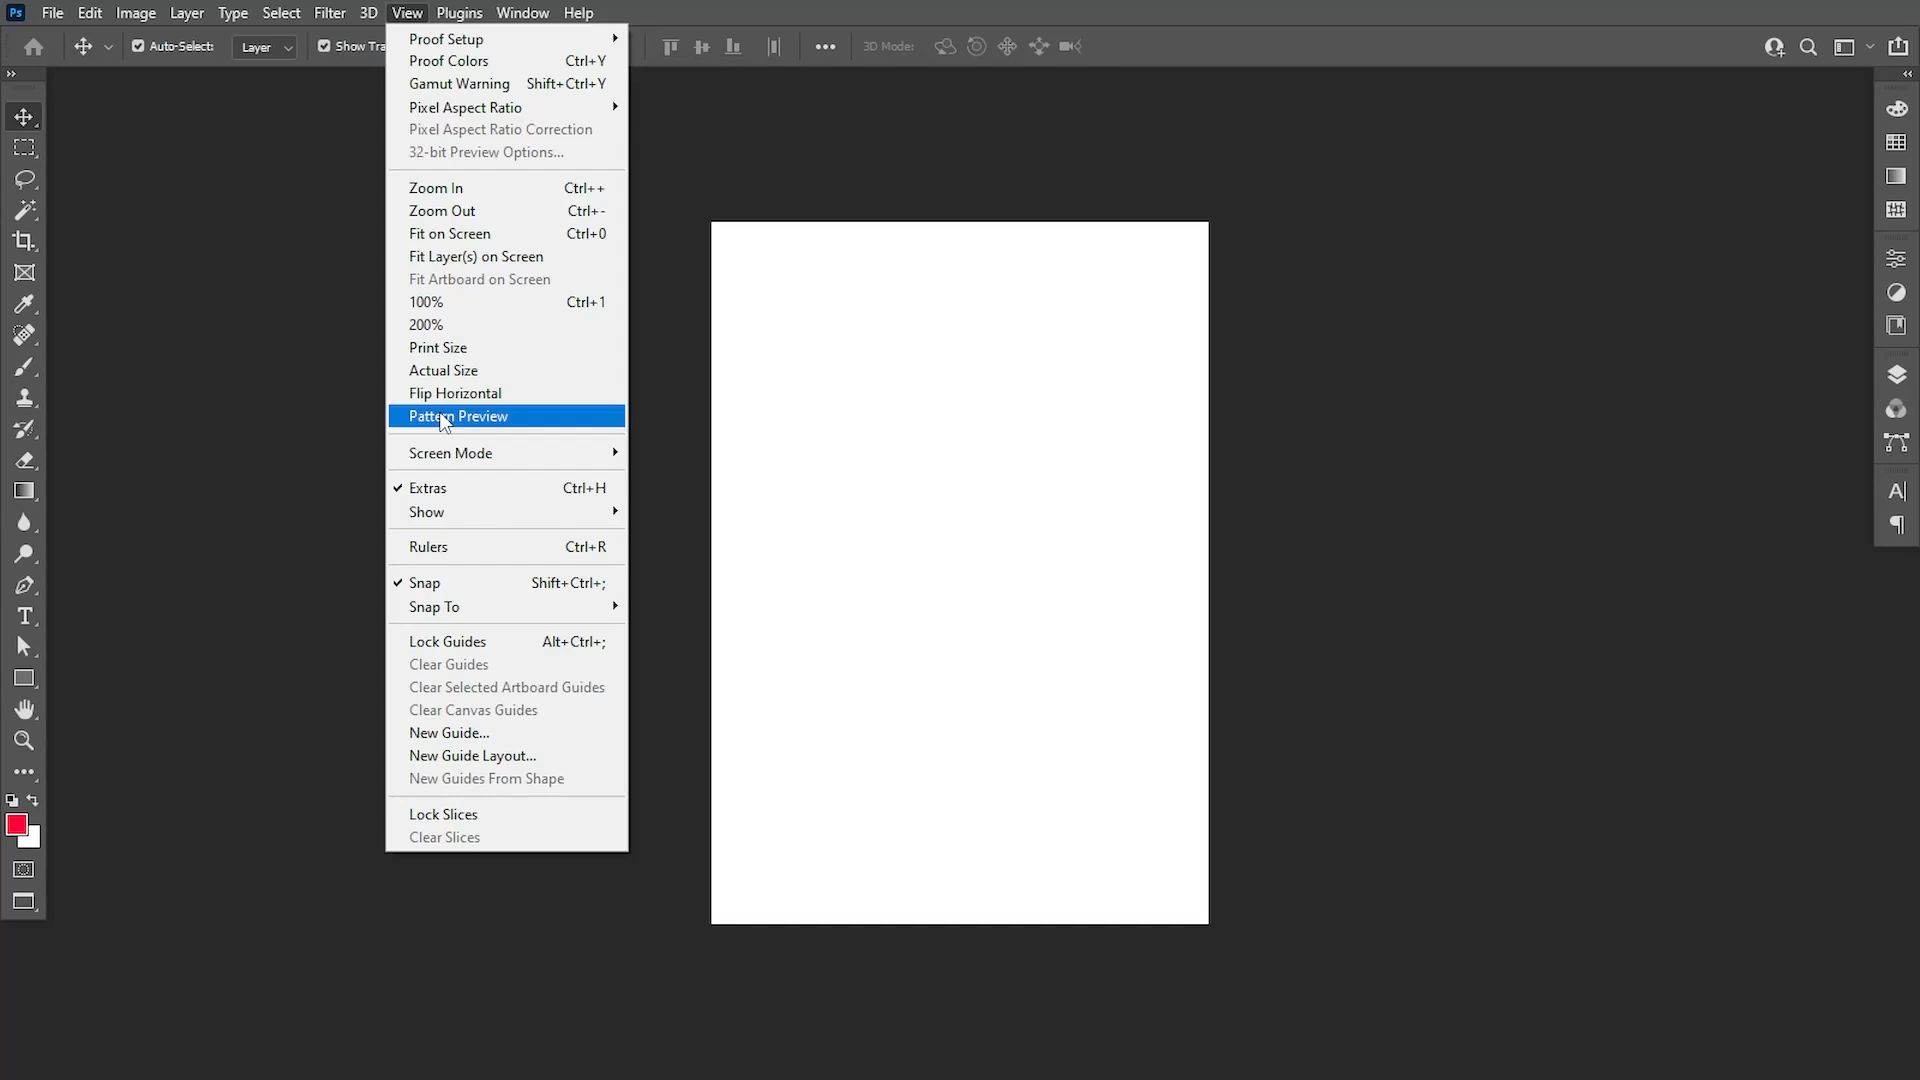 Ps File Edit Image Layer Type Select Filter 3D View Plugins Window Help
Auto-Select: Layer Show Tra 3D Mode:
Proof Setup
Proof Colors Ctrl+Y
Gamut Warning Shift+Ctrl+Y
Pixel Aspect Ratio
Pixel Aspect Ratio Correction
32-bit Preview Options...
Zoom In Ctrl++
Zoom Out Ctrl+-
Fit on Screen Ctrl+0
Fit Layer(s) on Screen
Fit Artboard on Screen
100% Ctrl+1
200%
Print Size
Actual Size
Flip Horizontal
Pattern Preview
Screen Mode
Extras Ctrl+H
Show
Rulers Ctrl+R
Snap Shift+Ctrl+;
Snap To
Lock Guides Alt+Ctrl+;
Clear Guides
Clear Selected Artboard Guides
Clear Canvas Guides
New Guide...
New Guide Layout...
New Guides From Shape
Lock Slices
Clear Slices